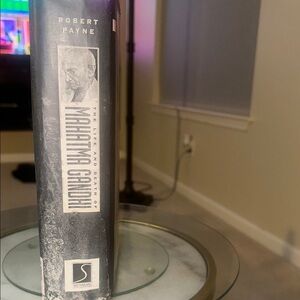 ROBERT
PAYNE
THE LIFE AND DEATH OF
MAHATMA GANDHI
S